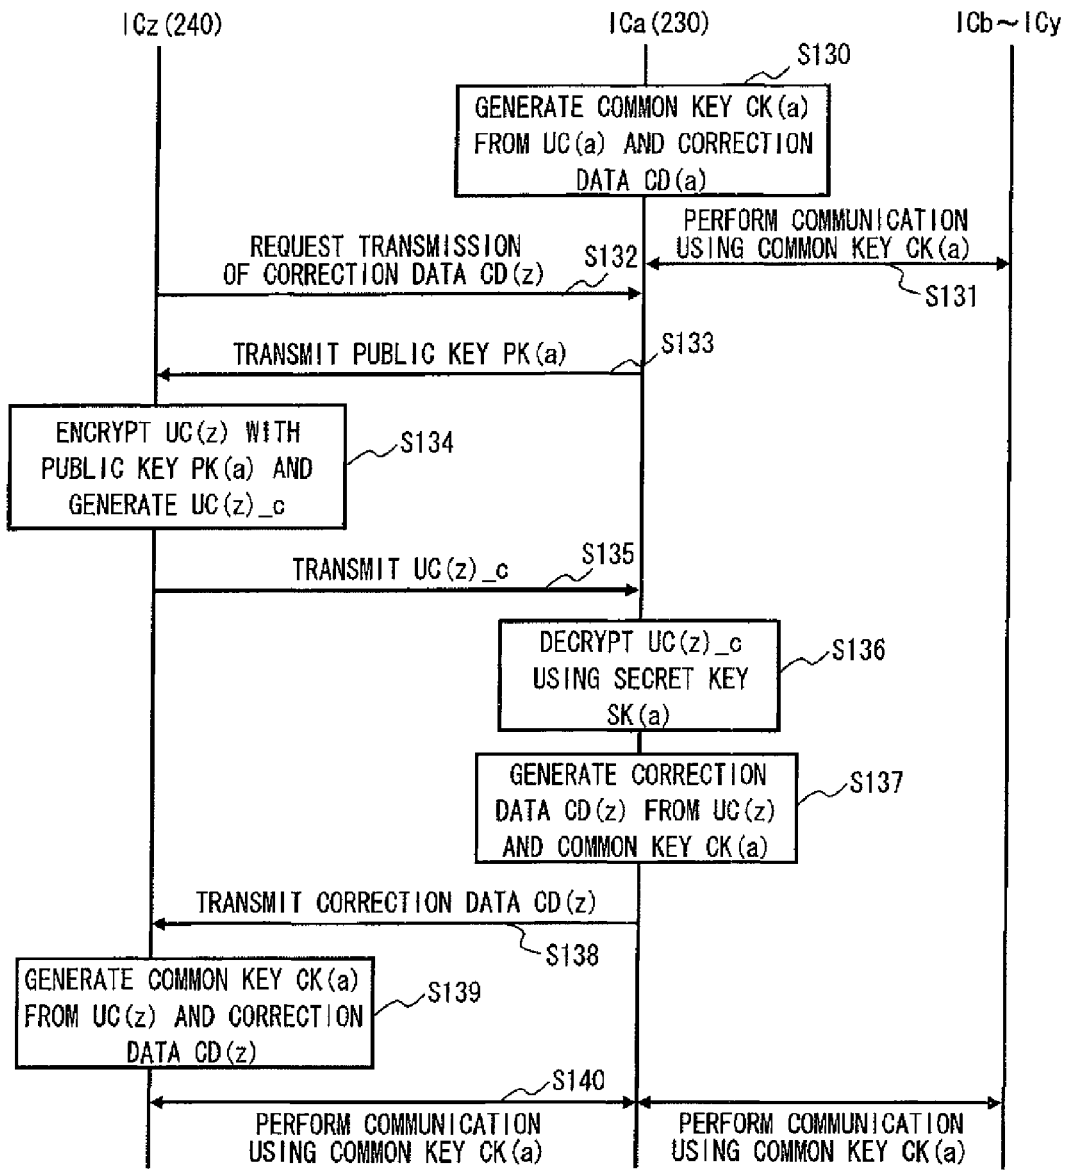 ICz(240)
ICa(230)
ICb～ICy
S130
GENERATE COMMON KEY CK(a)
FROM UC(a) AND CORRECTION
DATA CD(a)
PERFORM COMMUNICATION
USING COMMON KEY CK(a)
S131
REQUEST TRANSMISSION
OF CORRECTION DATA CD(z)
S132
TRANSMIT PUBLIC KEY PK(a)
S133
ENCRYPT UC(z) WITH
PUBLIC KEY PK(a) AND
GENERATE UC(z)_c
S134
TRANSMIT UC(z)_c
S135
DECRYPT UC(z)_c
USING SECRET KEY
SK(a)
S136
GENERATE CORRECTION
DATA CD(z) FROM UC(z)
AND COMMON KEY CK(a)
S137
TRANSMIT CORRECTION DATA CD(z)
S138
GENERATE COMMON KEY CK(a)
FROM UC(z) AND CORRECTION
DATA CD(z)
S139
S140
PERFORM COMMUNICATION
USING COMMON KEY CK(a)
PERFORM COMMUNICATION
USING COMMON KEY CK(a)